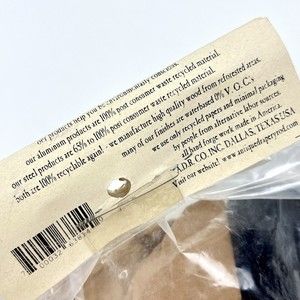 our products help you be environmentally conscious.
our aluminum products are 100% post consumer waste recycled material.
our steel products are 65% to 100% post consumer waste recycled material.
both are 100% recyclable again! we manufacture high quality wood from reforested areas.
many of our finishes are waterbased 0% V.O.C.'s
we use only recycled papers and minimal packaging
by people from alternative labor sources
all hand forge work made in America
A.D.R. CO. INC. DALLAS, TEXAS USA
Visit our website! www.antiquedraperyrod.com